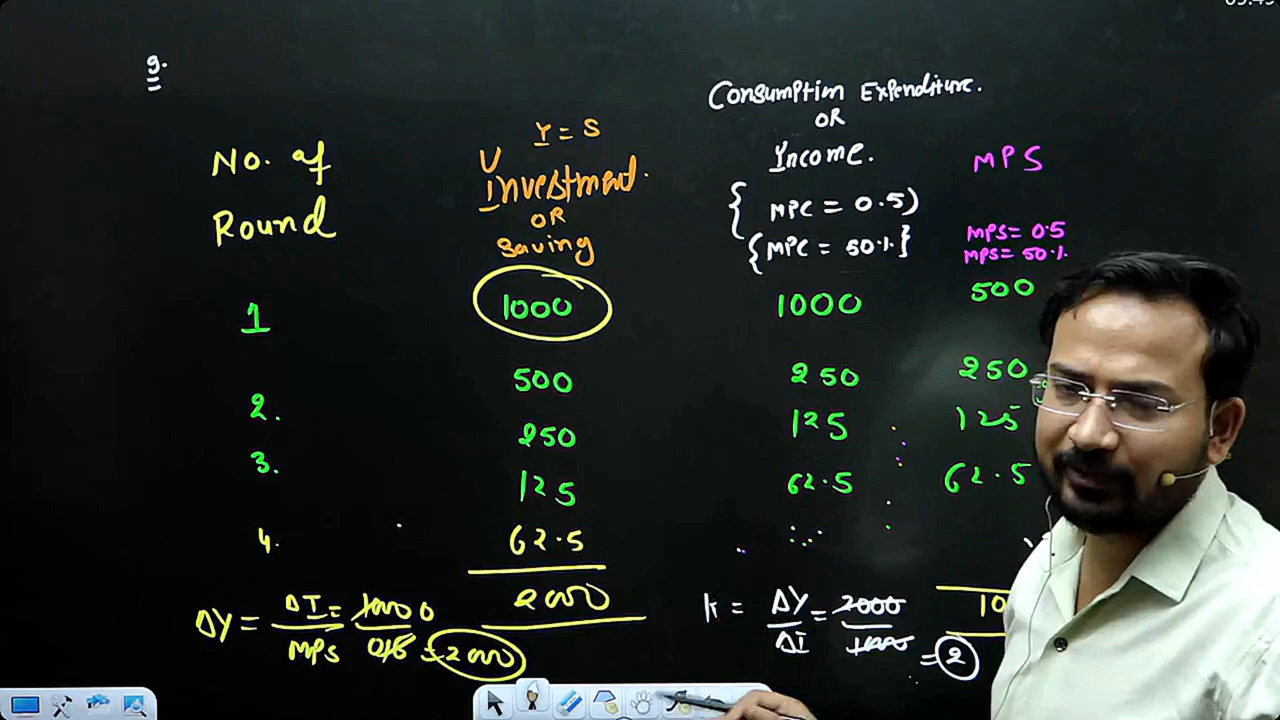 g.
Consumption Expenditure.
OR
I = S
No. of
Round
Investment.
OR
Saving
Income.
{ MPC = 0.5)
{MPC = 50%}
MPS
MPS= 0.5
MPS= 50%
1 1000 1000 500
500 250 250
2.
250 125 125
3.
125 62.5 62.5
4. 62.5
2000
ΔY = ΔI = 1000 0
MPS 0.5 = 2000
K = ΔY = 2000
ΔI 1000 = 2
10